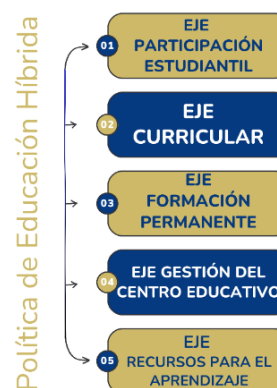 Política de Educación Híbrida
01
EJE
PARTICIPACIÓN
ESTUDIANTIL
02
EJE
CURRICULAR
03
EJE
FORMACIÓN
PERMANENTE
04
EJE GESTIÓN DEL
CENTRO EDUCATIVO
05
EJE
RECURSOS PARA EL
APRENDIZAJE